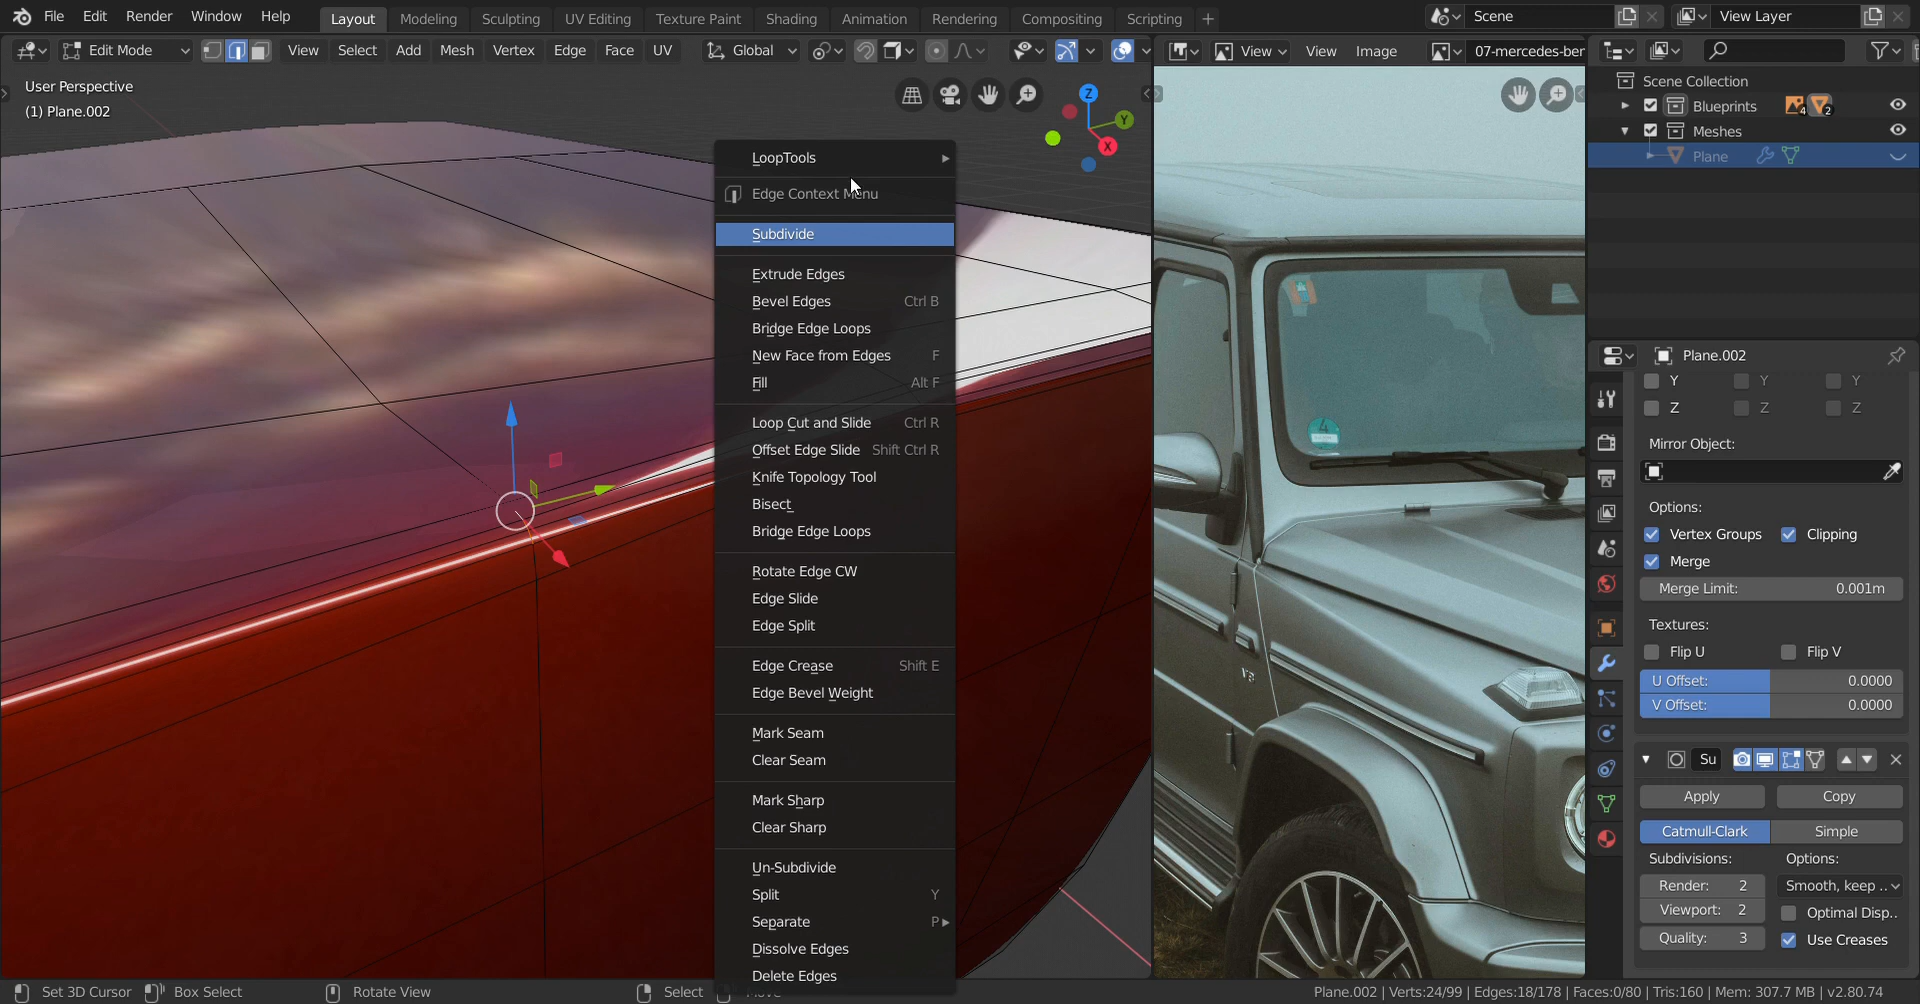 File Edit Render Window Help Layout Modeling Sculpting UV Editing Texture Paint Shading Animation Rendering Compositing Scripting + Scene View Layer
Edit Mode View Select Add Mesh Vertex Edge Face UV Global View View Image 07-mercedes-ber
User Perspective
(1) Plane.002
Z
Y
X
LoopTools
Edge Context Menu
Subdivide
Extrude Edges
Bevel Edges Ctrl B
Bridge Edge Loops
New Face from Edges F
Fill Alt F
Loop Cut and Slide Ctrl R
Offset Edge Slide Shift Ctrl R
Knife Topology Tool
Bisect
Bridge Edge Loops
Rotate Edge CW
Edge Slide
Edge Split
Edge Crease Shift E
Edge Bevel Weight
Mark Seam
Clear Seam
Mark Sharp
Clear Sharp
Un-Subdivide
Split Y
Separate P
Dissolve Edges
Delete Edges
4
V8
Scene Collection
Blueprints 4 2
Meshes
Plane
Plane.002
Y Y Y
Z Z Z
Mirror Object:
Options:
Vertex Groups Clipping
Merge
Merge Limit: 0.001m
Textures:
Flip U Flip V
U Offset: 0.0000
V Offset: 0.0000
Su
Apply Copy
Catmull-Clark Simple
Subdivisions: Options:
Render: 2 Smooth, keep ..
Viewport: 2 Optimal Disp..
Quality: 3 Use Creases
Set 3D Cursor Box Select Rotate View Select Move Plane.002 | Verts:24/99 | Edges:18/178 | Faces:0/80 | Tris:160 | Mem: 307.7 MB | v2.80.74